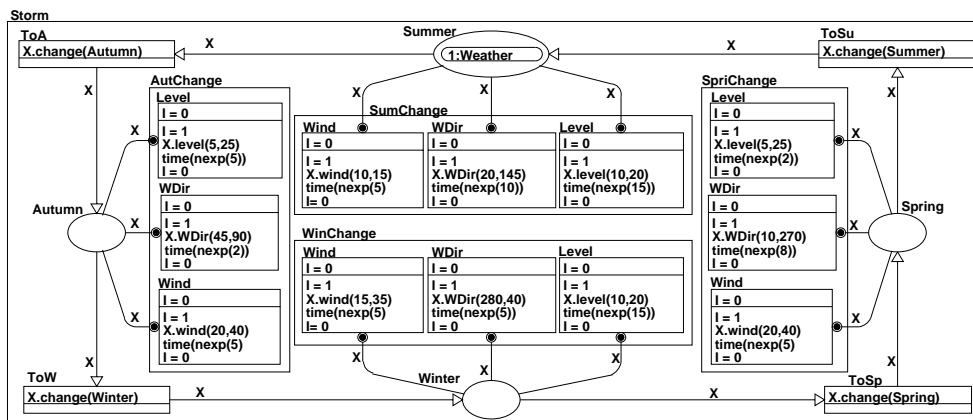 Storm
ToA
X.change(Autumn)
X
Summer
1:Weather
X
ToSu
X.change(Summer)
X
X
X
X
X
AutChange
Level
I = 0
I = 1
X.level(5,25)
time(nexp(5))
I = 0
X
WDir
I = 0
I = 1
X.WDir(45,90)
time(nexp(2))
I = 0
X
Wind
I = 0
I = 1
X.wind(20,40)
time(nexp(5)
I = 0
X
Autumn
SumChange
Wind
I = 0
I = 1
X.wind(10,15)
time(nexp(5)
I= 0
WDir
I = 0
I = 1
X.WDir(20,145)
time(nexp(10))
I = 0
Level
I = 0
I = 1
X.level(10,20)
time(nexp(15))
I = 0
WinChange
Wind
I = 0
I = 1
X.wind(15,35)
time(nexp(5)
I= 0
WDir
I = 0
I = 1
X.WDir(280,40)
time(nexp(5))
I = 0
Level
I = 0
I = 1
X.level(10,20)
time(nexp(15))
I = 0
SpriChange
Level
I = 0
I = 1
X.level(5,25)
time(nexp(2))
I = 0
X
WDir
I = 0
I = 1
X.WDir(10,270)
time(nexp(8))
I = 0
X
Wind
I = 0
I = 1
X.wind(20,40)
time(nexp(5)
I = 0
X
Spring
X
X
X
X
X
ToW
X.change(Winter)
X
Winter
X
ToSp
X.change(Spring)